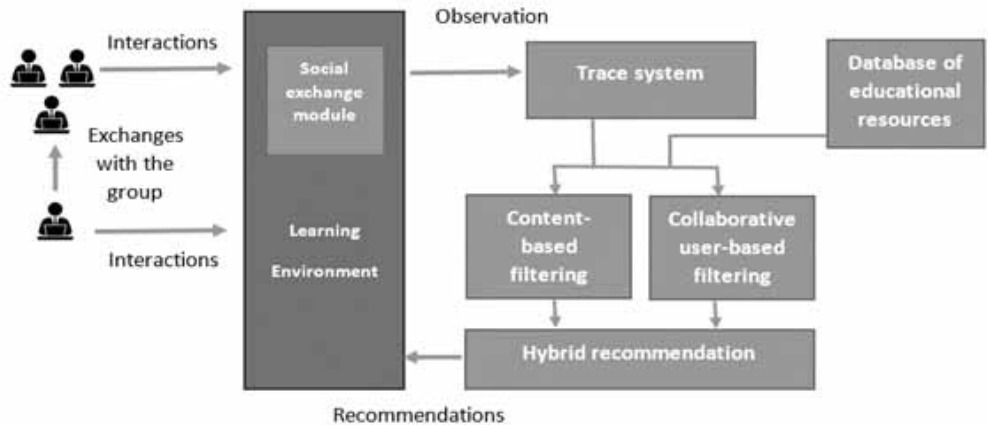 Observation
Interactions
Social
exchange
module
Trace system
Database of
educational
resources
Exchanges
with the
group
Learning
Environment
Interactions
Content-
based
filtering
Collaborative
user-based
filtering
Hybrid recommendation
Recommendations